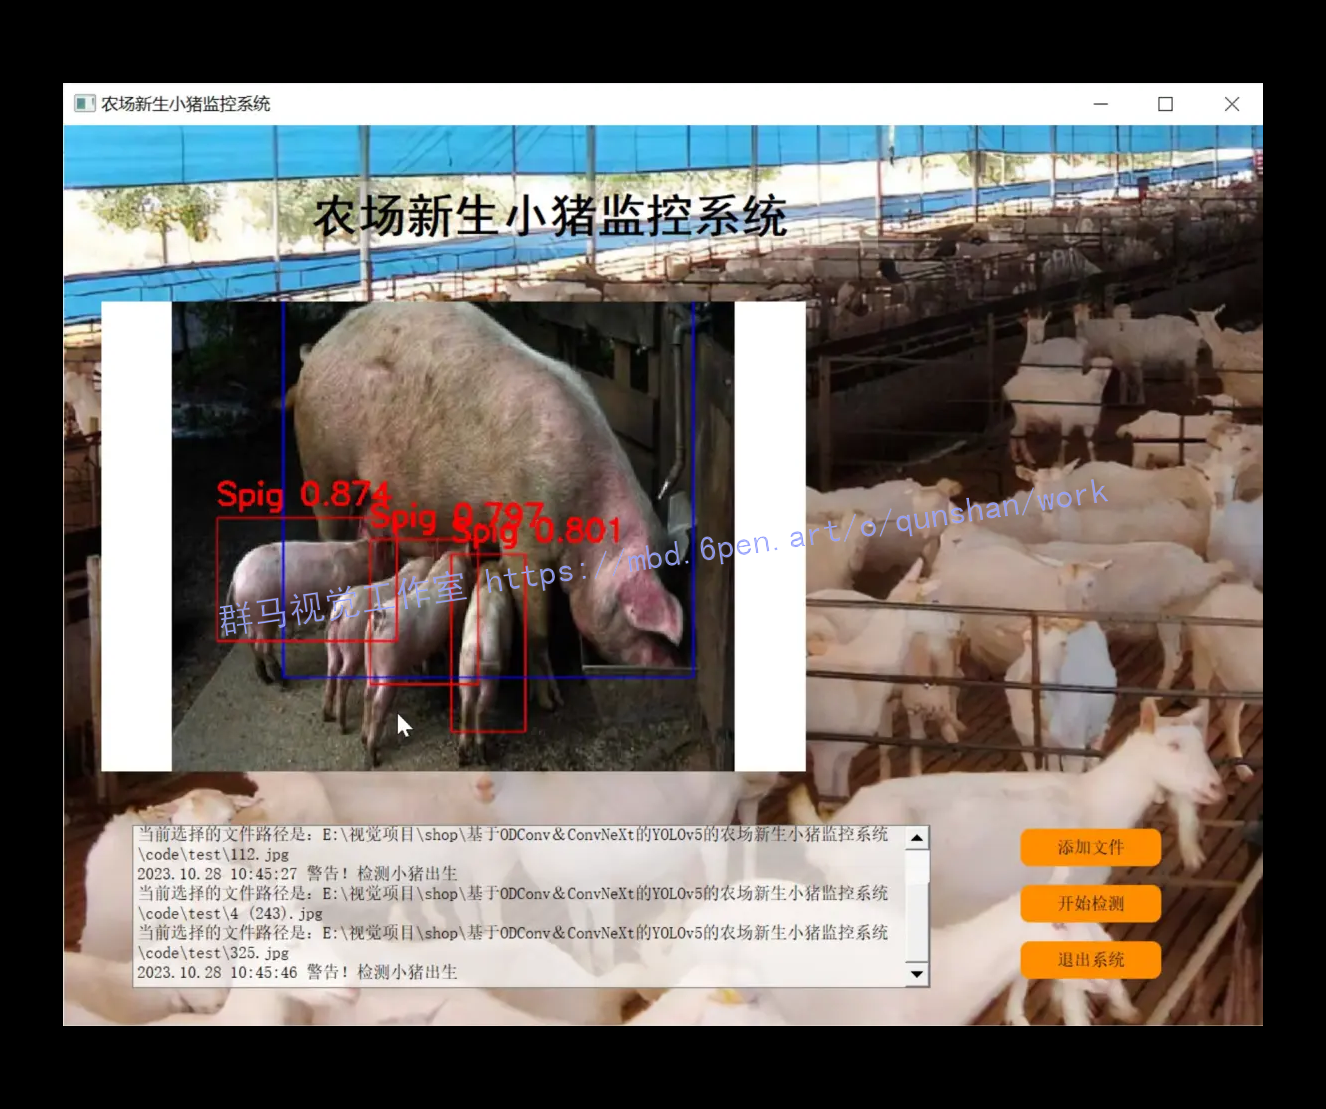 农场新生小猪监控系统
农场新生小猪监控系统
Spig 0.874
Spig 0.797
Spig 0.801
群马视觉工作室 https://mbd.6pen.art/o/qunshan/work
当前选择的文件路径是: E:\视觉项目\shop\基于ODConv＆ConvNeXt的YOLOv5的农场新生小猪监控系统
\code\test\112.jpg
2023.10.28 10:45:27 警告! 检测小猪出生
当前选择的文件路径是: E:\视觉项目\shop\基于ODConv＆ConvNeXt的YOLOv5的农场新生小猪监控系统
\code\test\4 (243).jpg
当前选择的文件路径是: E:\视觉项目\shop\基于ODConv＆ConvNeXt的YOLOv5的农场新生小猪监控系统
\code\test\325.jpg
2023.10.28 10:45:46 警告! 检测小猪出生
添加文件
开始检测
退出系统